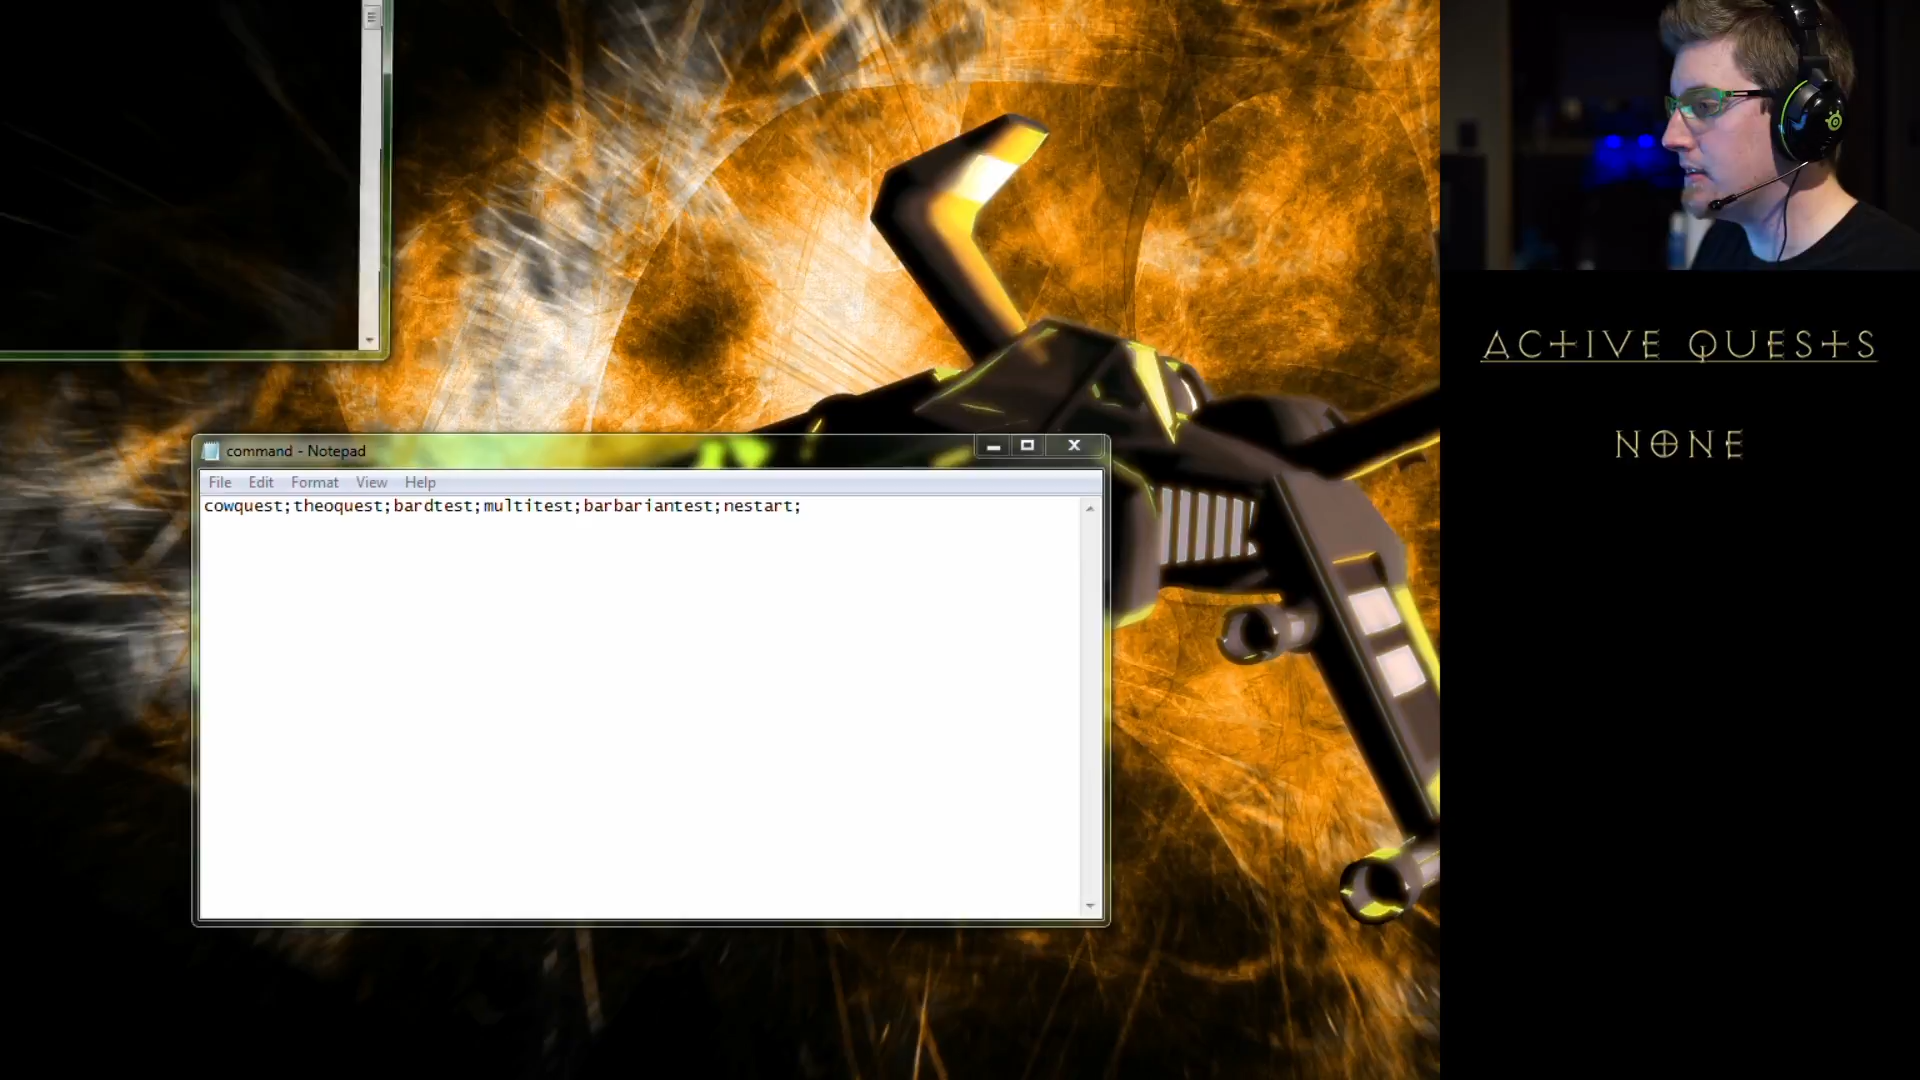 command - Notepad
File Edit Format View Help
cowquest;theoquest;bardtest;multitest;barbariantest;nestart;
ACTIVE QUESTS
NONE